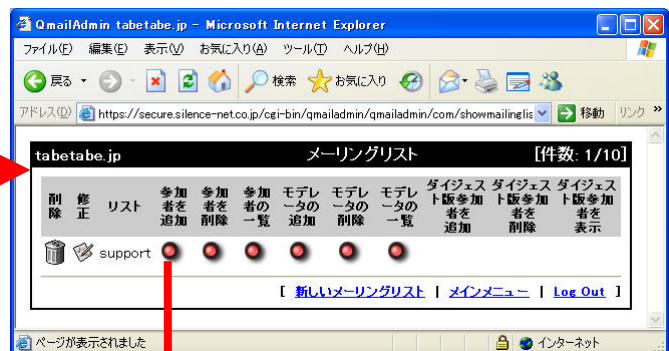 QmailAdmin tabetabe.jp - Microsoft Internet Explorer
ファイル(F) 編集(E) 表示(V) お気に入り(A) ツール(T) ヘルプ(H)
戻る 検索 お気に入り
アドレス(D) https://secure.silence-net.co.jp/cgi-bin/qmailadmin/qmailadmin/com/showmailinglis 移動 リンク »
tabetabe.jp メーリングリスト [件数: 1/10]
削除 修正 リスト 参加者を追加 参加者を削除 参加者の一覧 モデレータの追加 モデレータの削除 モデレータの一覧 ダイジェスト版参加者を追加 ダイジェスト版参加者を削除 ダイジェスト版参加者を表示
support
[ 新しいメーリングリスト | メインメニュー | Log Out ]
ページが表示されました インターネット